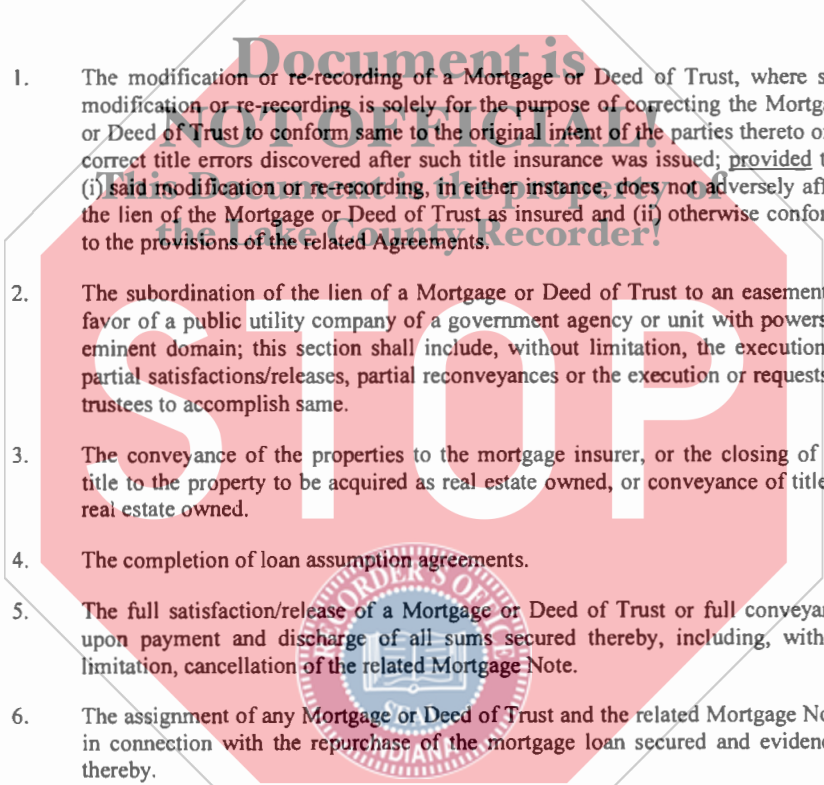 Document is
NOT OFFICIAL!
This Document is the property of
the Lake County Recorder!
STOP
1. The modification or re-recording of a Mortgage or Deed of Trust, where s
modification or re-recording is solely for the purpose of correcting the Mortga
or Deed of Trust to conform same to the original intent of the parties thereto o
correct title errors discovered after such title insurance was issued; provided t
(i) said modification or re-recording, in either instance, does not adversely aff
the lien of the Mortgage or Deed of Trust as insured and (ii) otherwise confor
to the provisions of the related Agreements.
2. The subordination of the lien of a Mortgage or Deed of Trust to an easement
favor of a public utility company of a government agency or unit with powers
eminent domain; this section shall include, without limitation, the execution
partial satisfactions/releases, partial reconveyances or the execution or requests
trustees to accomplish same.
3. The conveyance of the properties to the mortgage insurer, or the closing of
title to the property to be acquired as real estate owned, or conveyance of title
real estate owned.
4. The completion of loan assumption agreements.
5. The full satisfaction/release of a Mortgage or Deed of Trust or full conveyan
upon payment and discharge of all sums secured thereby, including, with
limitation, cancellation of the related Mortgage Note.
6. The assignment of any Mortgage or Deed of Trust and the related Mortgage No
in connection with the repurchase of the mortgage loan secured and eviden
thereby.
RECORDER'S OFFICE
SEAL
INDIANA